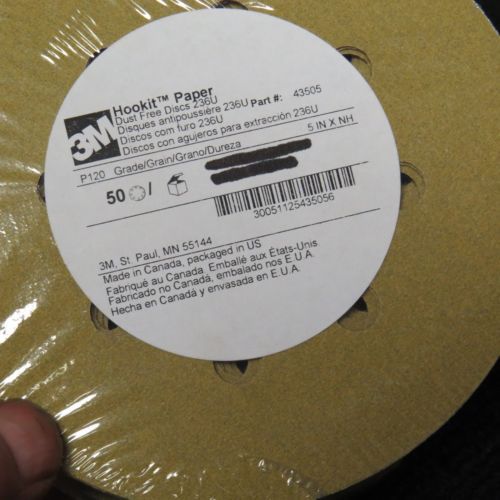 3M
Hookit™ Paper
Dust Free Discs 236U
Disques antipoussière 236U
Discos com furo 236U
Discos con agujeros para extracción 236U
Part #: 43505
P120 Grade/Grain/Grano/Dureza
5 IN X NH
50 /
30051125435056
3M, St. Paul, MN 55144
Made in Canada, packaged in US
Fabriqué au Canada. Emballé aux États-Unis
Fabricado no Canadá, embalado nos E.U.A.
Hecha en Canadá y envasada en E.U.A.